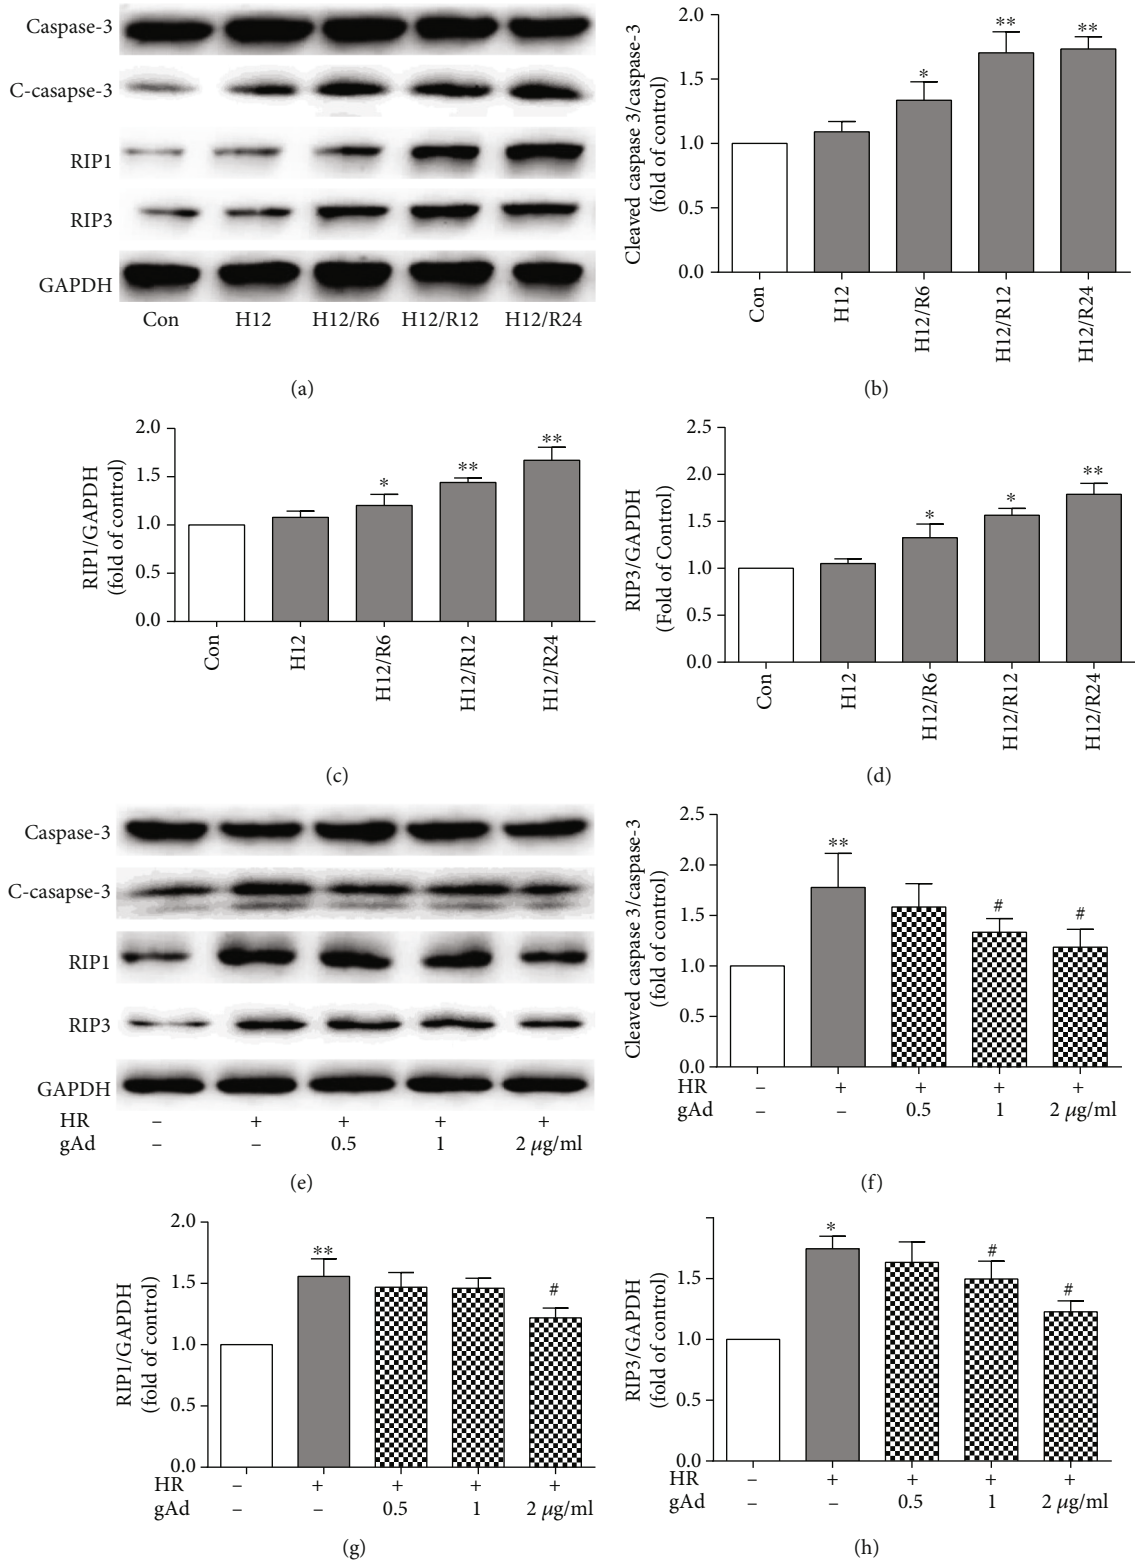 Caspase-3
C-casapse-3
RIP1
RIP3
GAPDH
Con H12 H12/R6 H12/R12 H12/R24
(a)
Cleaved caspase 3/caspase-3
(fold of control)
2.0
1.5
1.0
0.5
0.0
* ** **
Con H12 H12/R6 H12/R12 H12/R24
(b)
RIP1/GAPDH
(fold of control)
2.0
1.5
1.0
0.5
0.0
* ** **
Con H12 H12/R6 H12/R12 H12/R24
(c)
RIP3/GAPDH
(Fold of Control)
2.5
2.0
1.5
1.0
0.5
0.0
* * **
Con H12 H12/R6 H12/R12 H12/R24
(d)
Caspase-3
C-casapse-3
RIP1
RIP3
GAPDH
HR – + + + +
gAd – – 0.5 1 2 μg/ml
(e)
Cleaved caspase 3/caspase-3
(fold of control)
2.5
2.0
1.5
1.0
0.5
0.0
** # #
HR – + + + +
gAd – – 0.5 1 2 μg/ml
(f)
RIP1/GAPDH
(fold of control)
2.0
1.5
1.0
0.5
0.0
** #
HR – + + + +
gAd – – 0.5 1 2 μg/ml
(g)
RIP3/GAPDH
(fold of control)
1.5
1.0
0.5
0.0
* # #
HR – + + + +
gAd – – 0.5 1 2 μg/ml
(h)